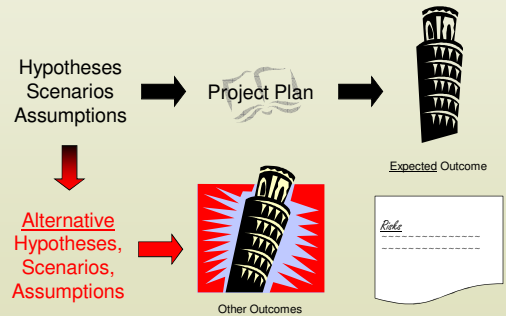 Hypotheses
Scenarios
Assumptions
Project Plan
Expected Outcome
Alternative
Hypotheses,
Scenarios,
Assumptions
Other Outcomes
Risks